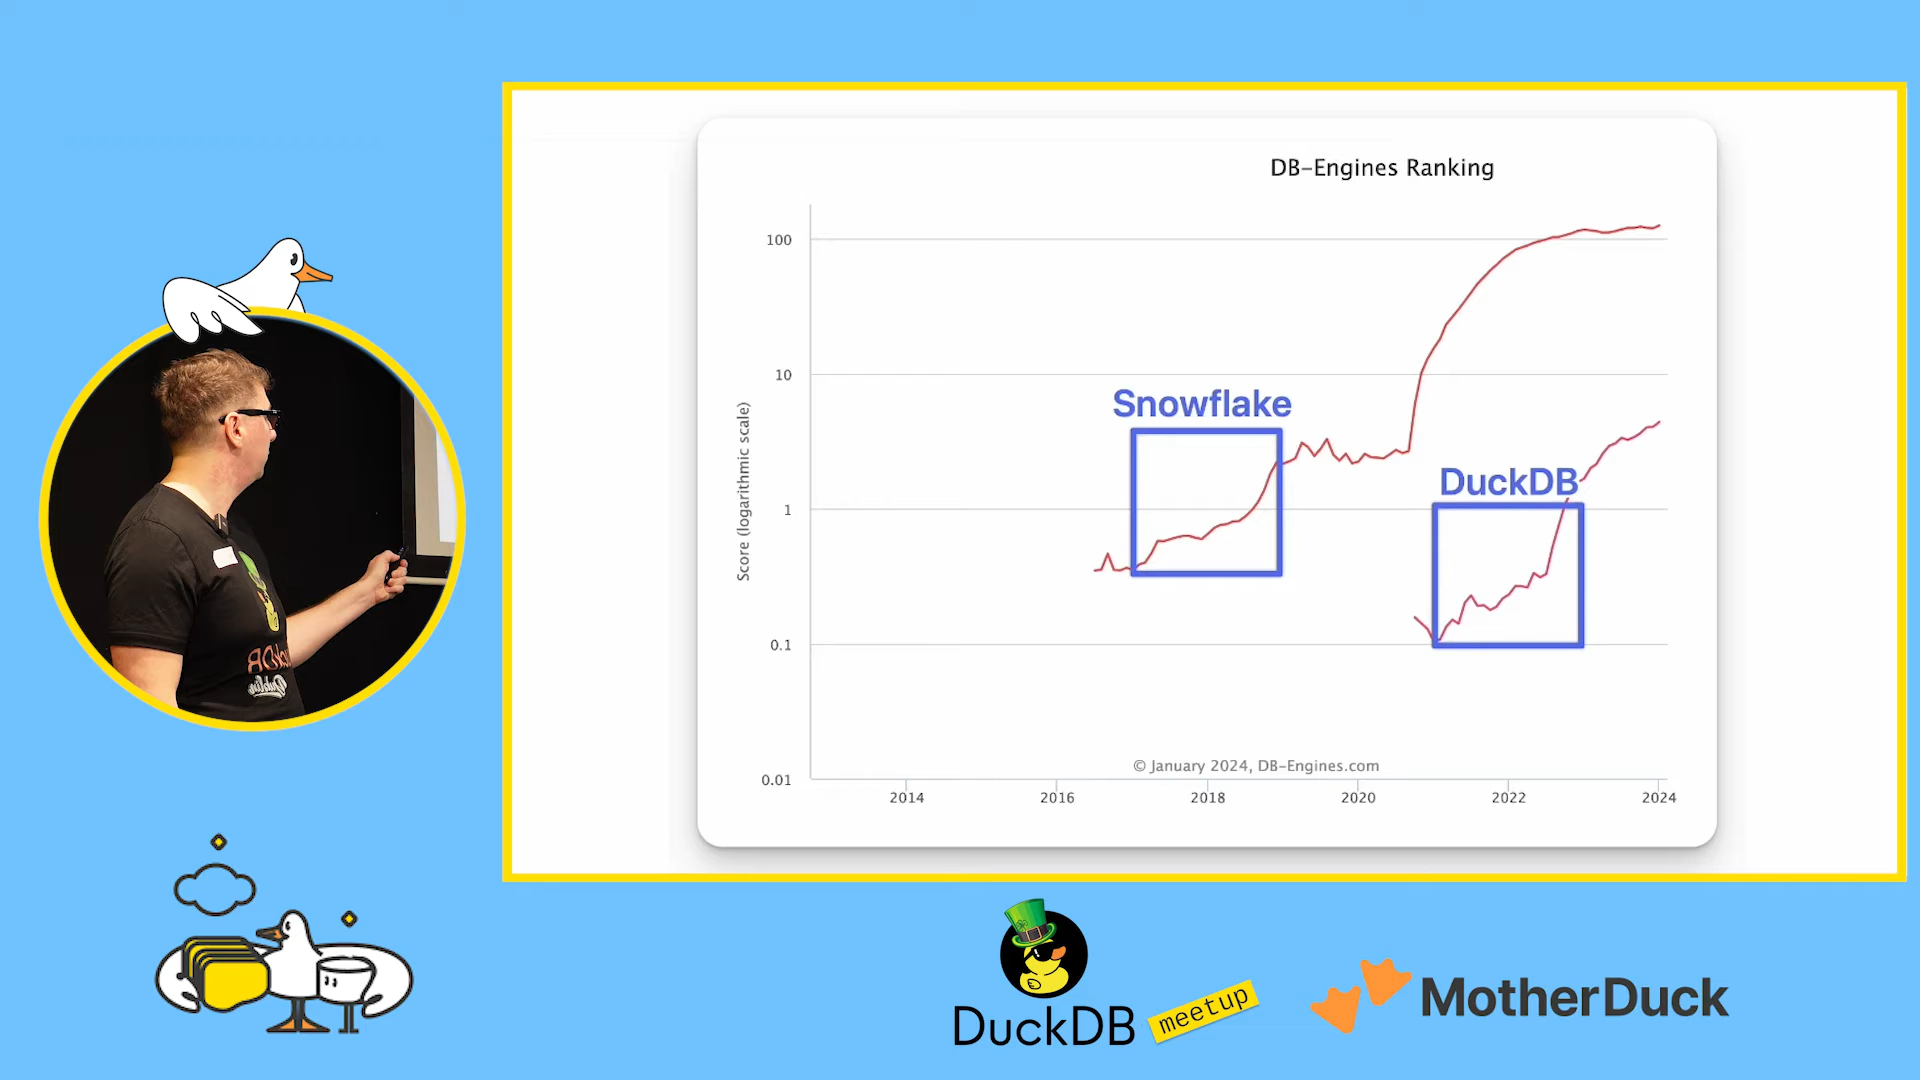 DB-Engines Ranking
Score (logarithmic scale)
100
10
1
0.1
0.01
Snowflake
DuckDB
© January 2024, DB-Engines.com
2014
2016
2018
2020
2022
2024
DuckDB
meetup
MotherDuck